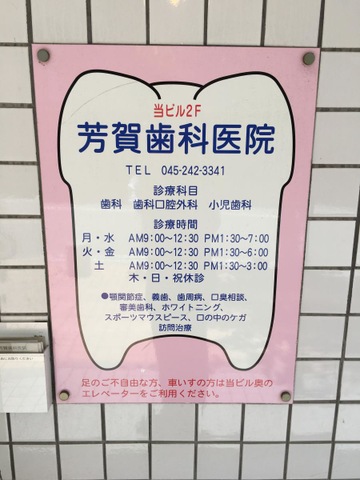 当ビル2F
芳賀歯科医院
TEL 045-242-3341
診療科目
歯科 歯科口腔外科 小児歯科
診療時間
月・水 AM9:00〜12:30 PM1:30〜7:00
火・金 AM9:00〜12:30 PM1:30〜6:00
土 AM9:00〜12:30 PM1:30〜3:00
木・日・祝休診
●顎関節症、義歯、歯周病、口臭相談、
審美歯科、ホワイトニング、
スポーツマウスピース、口の中のケガ
訪問治療
足のご不自由な方、車いすの方は当ビル奥の
エレベーターをご利用ください。